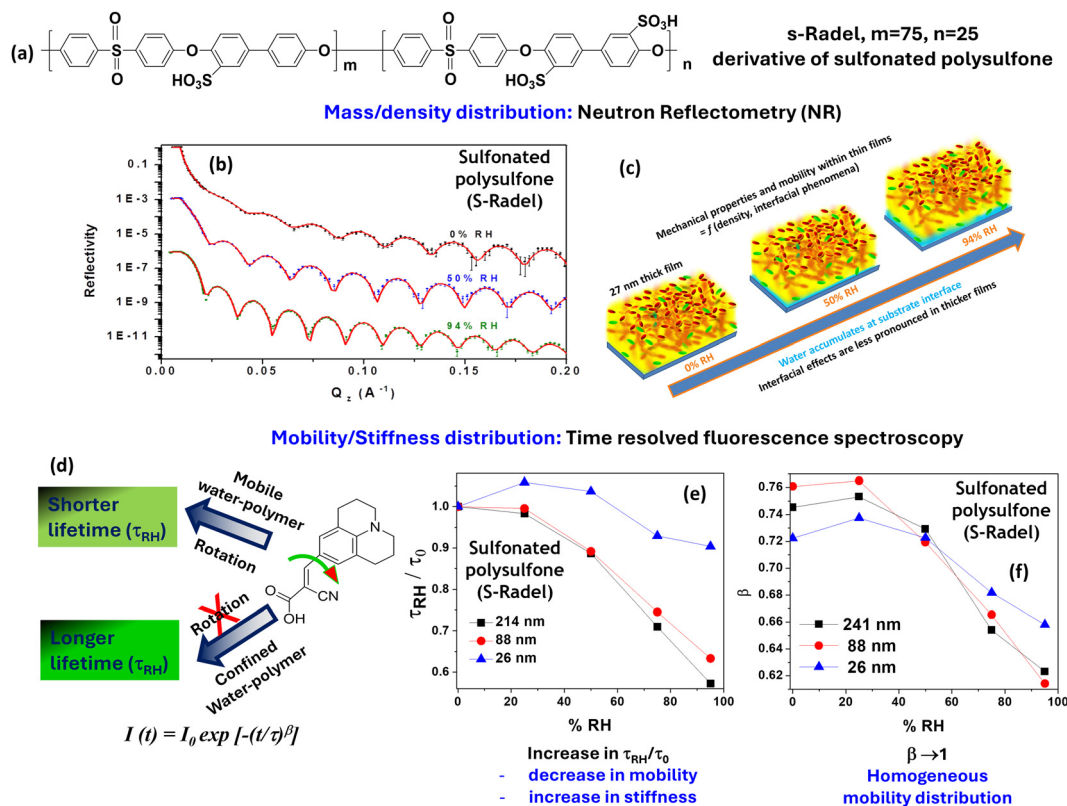 (a)
O
S
O
O
HO₃S
O
m
O
S
O
O
HO₃S
SO₃H
O
n
s-Radel, m=75, n=25
derivative of sulfonated polysulfone
Mass/density distribution: Neutron Reflectometry (NR)
(b)
Sulfonated
polysulfone
(S-Radel)
0% RH
50% RH
94% RH
Reflectivity
0.1
1E-3
1E-5
1E-7
1E-9
1E-11
0.0
0.05
0.10
0.15
0.20
Q z (A⁻¹)
(c)
Mechanical properties and mobility within thin films
= ƒ (density, interfacial phenomena)
27 nm thick film
0% RH
50% RH
94% RH
Water accumulates at substrate interface
Interfacial effects are less pronounced in thicker films
Mobility/Stiffness distribution: Time resolved fluorescence spectroscopy
(d)
Shorter
lifetime (τRH)
Mobile
water-polymer
Rotation
N
O
OH
CN
Longer
lifetime (τRH)
Rotation
Confined
Water-polymer
I (t) = I₀ exp [-(t/τ)^β]
(e)
Sulfonated
polysulfone
(S-Radel)
214 nm
88 nm
26 nm
τRH / τ₀
1.0
0.9
0.8
0.7
0.6
0
20
40
60
80
100
% RH
Increase in τRH/τ₀
- decrease in mobility
- increase in stiffness
Sulfonated
polysulfone
(S-Radel)
(f)
241 nm
88 nm
26 nm
β
0.76
0.74
0.72
0.70
0.68
0.66
0.64
0.62
0
20
40
60
80
100
% RH
β →1
Homogeneous
mobility distribution